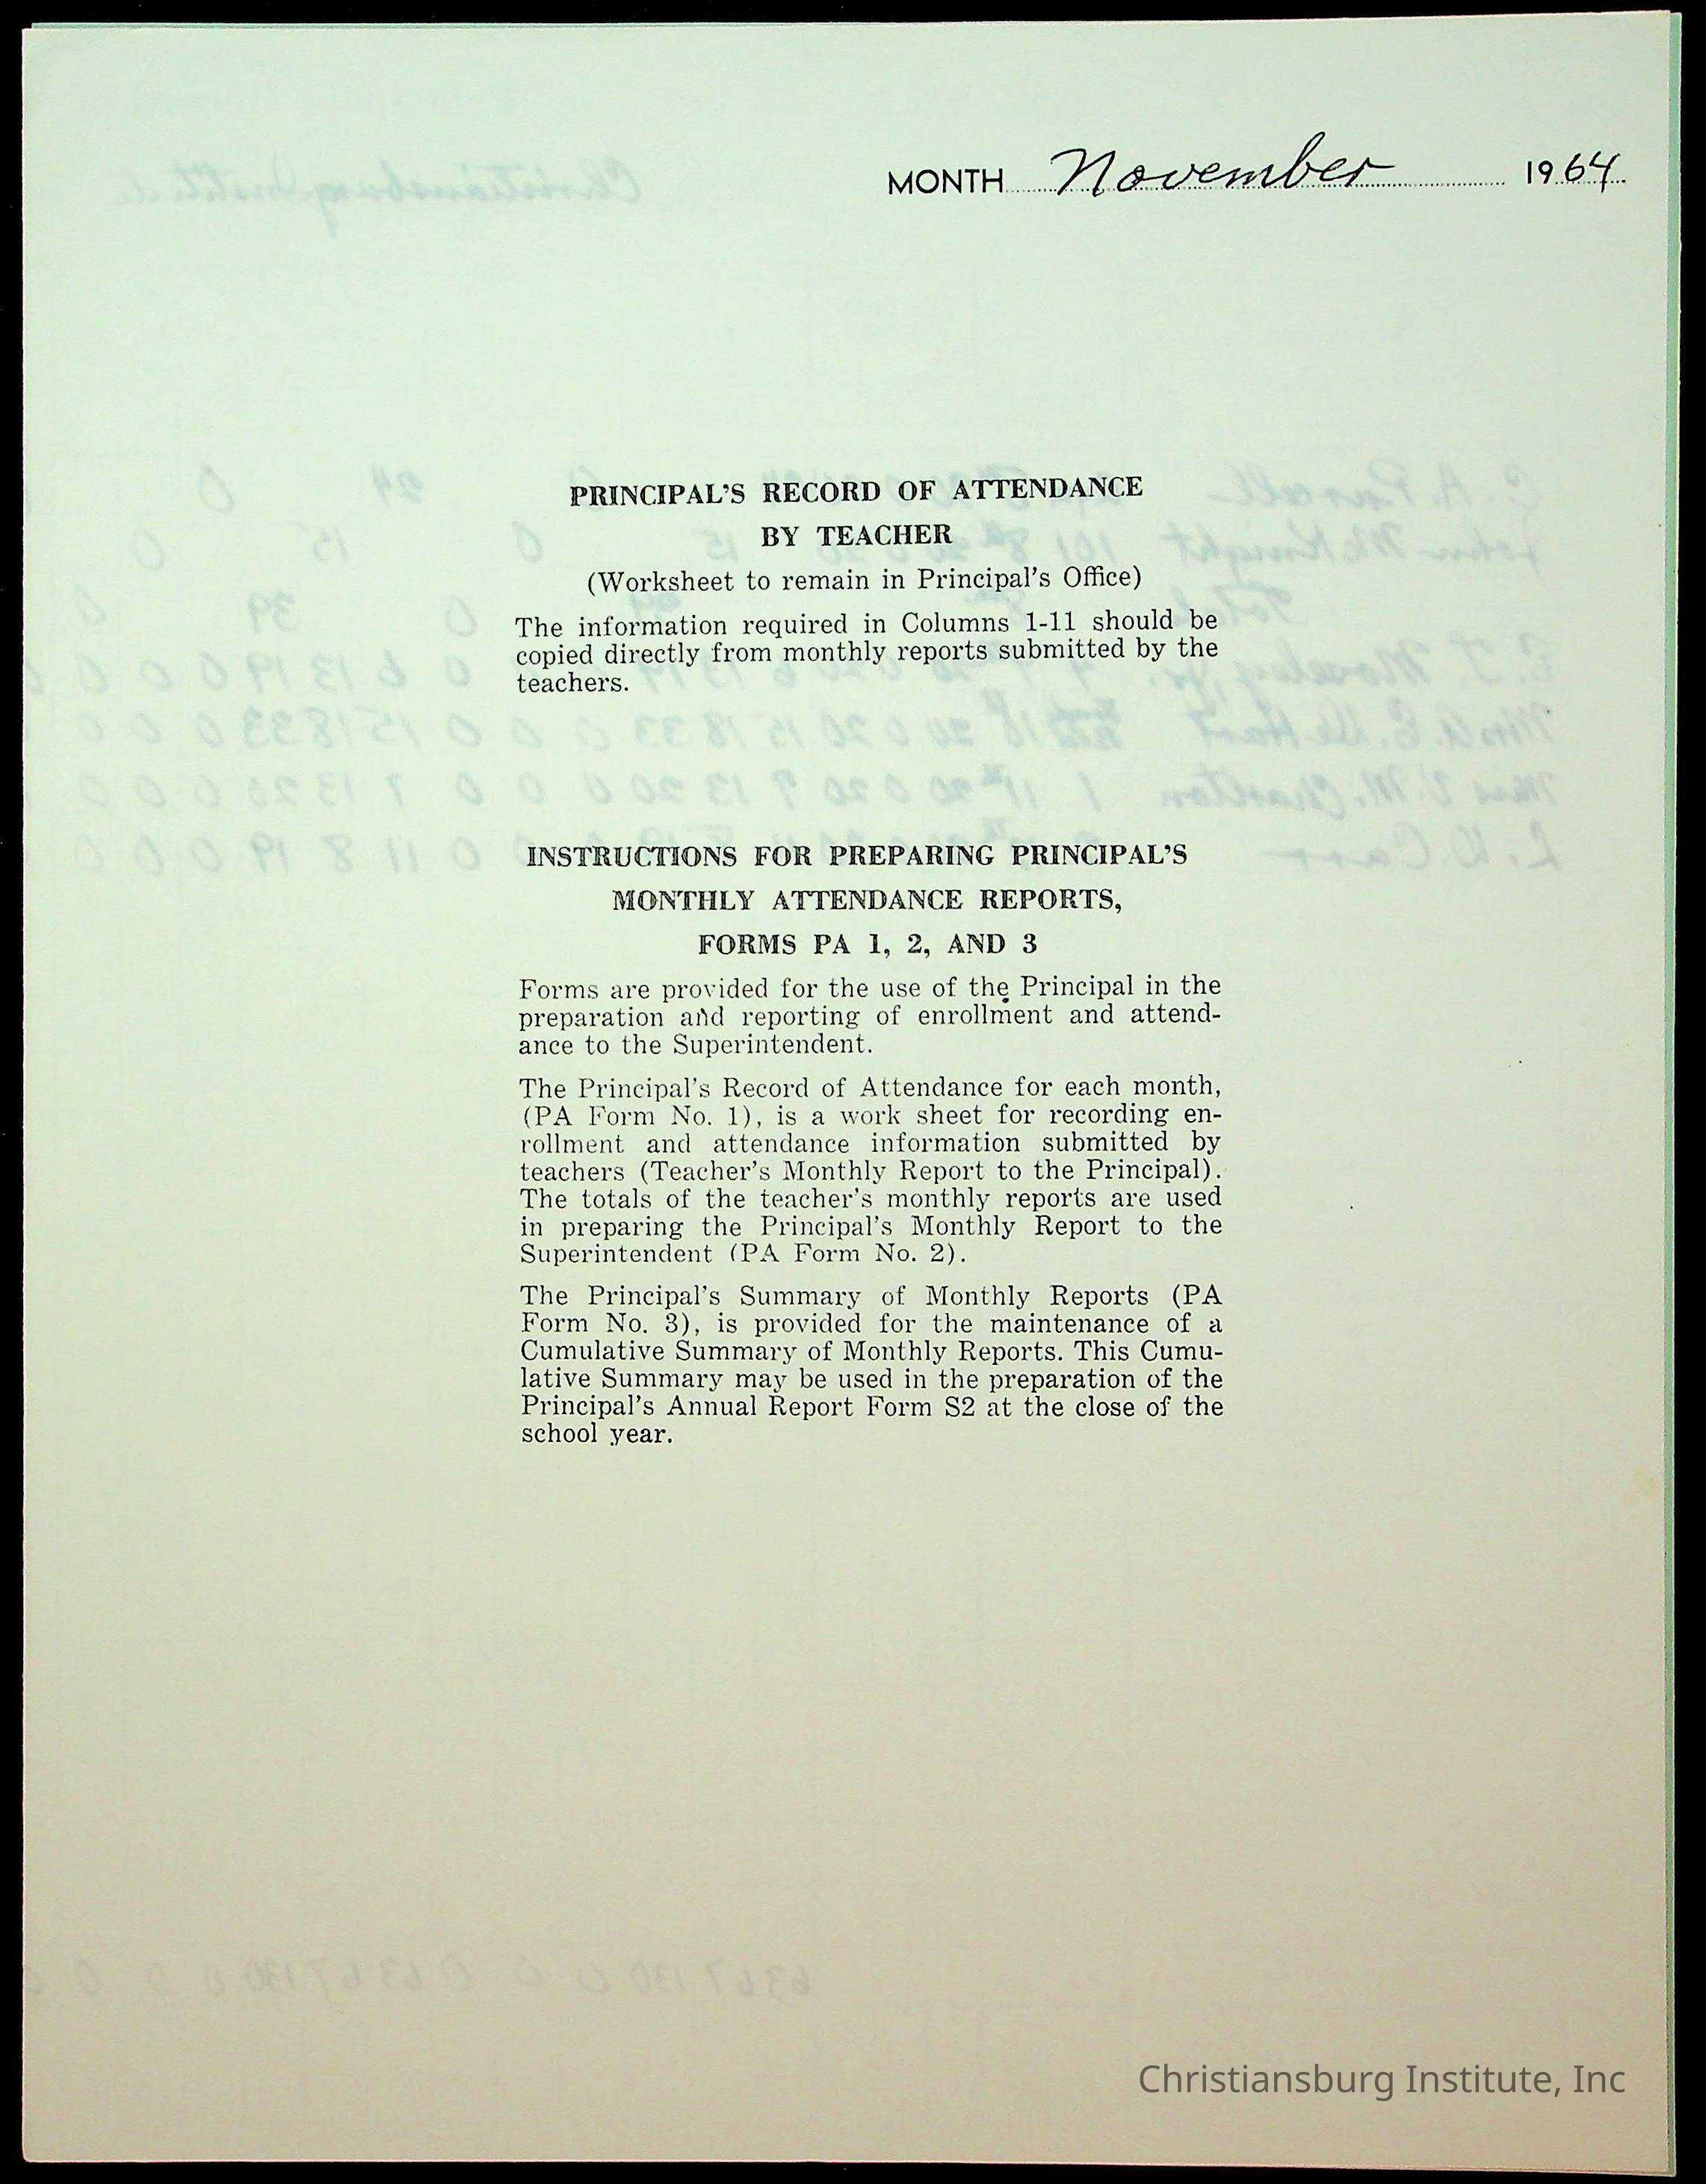 MONTH November 1964
PRINCIPAL'S RECORD OF ATTENDANCE
BY TEACHER
(Worksheet to remain in Principal's Office)
The information required in Columns 1-11 should be
copied directly from monthly reports submitted by the
teachers.
INSTRUCTIONS FOR PREPARING PRINCIPAL'S
MONTHLY ATTENDANCE REPORTS,
FORMS PA 1, 2, AND 3
Forms are provided for the use of the Principal in the
preparation and reporting of enrollment and attend-
ance to the Superintendent.
The Principal's Record of Attendance for each month,
(PA Form No. 1), is a work sheet for recording en-
rollment and attendance information submitted by
teachers (Teacher's Monthly Report to the Principal).
The totals of the teacher's monthly reports are used
in preparing the Principal's Monthly Report to the
Superintendent (PA Form No. 2).
The Principal's Summary of Monthly Reports (PA
Form No. 3), is provided for the maintenance of a
Cumulative Summary of Monthly Reports. This Cumu-
lative Summary may be used in the preparation of the
Principal's Annual Report Form S2 at the close of the
school year.
Christiansburg Institute, Inc